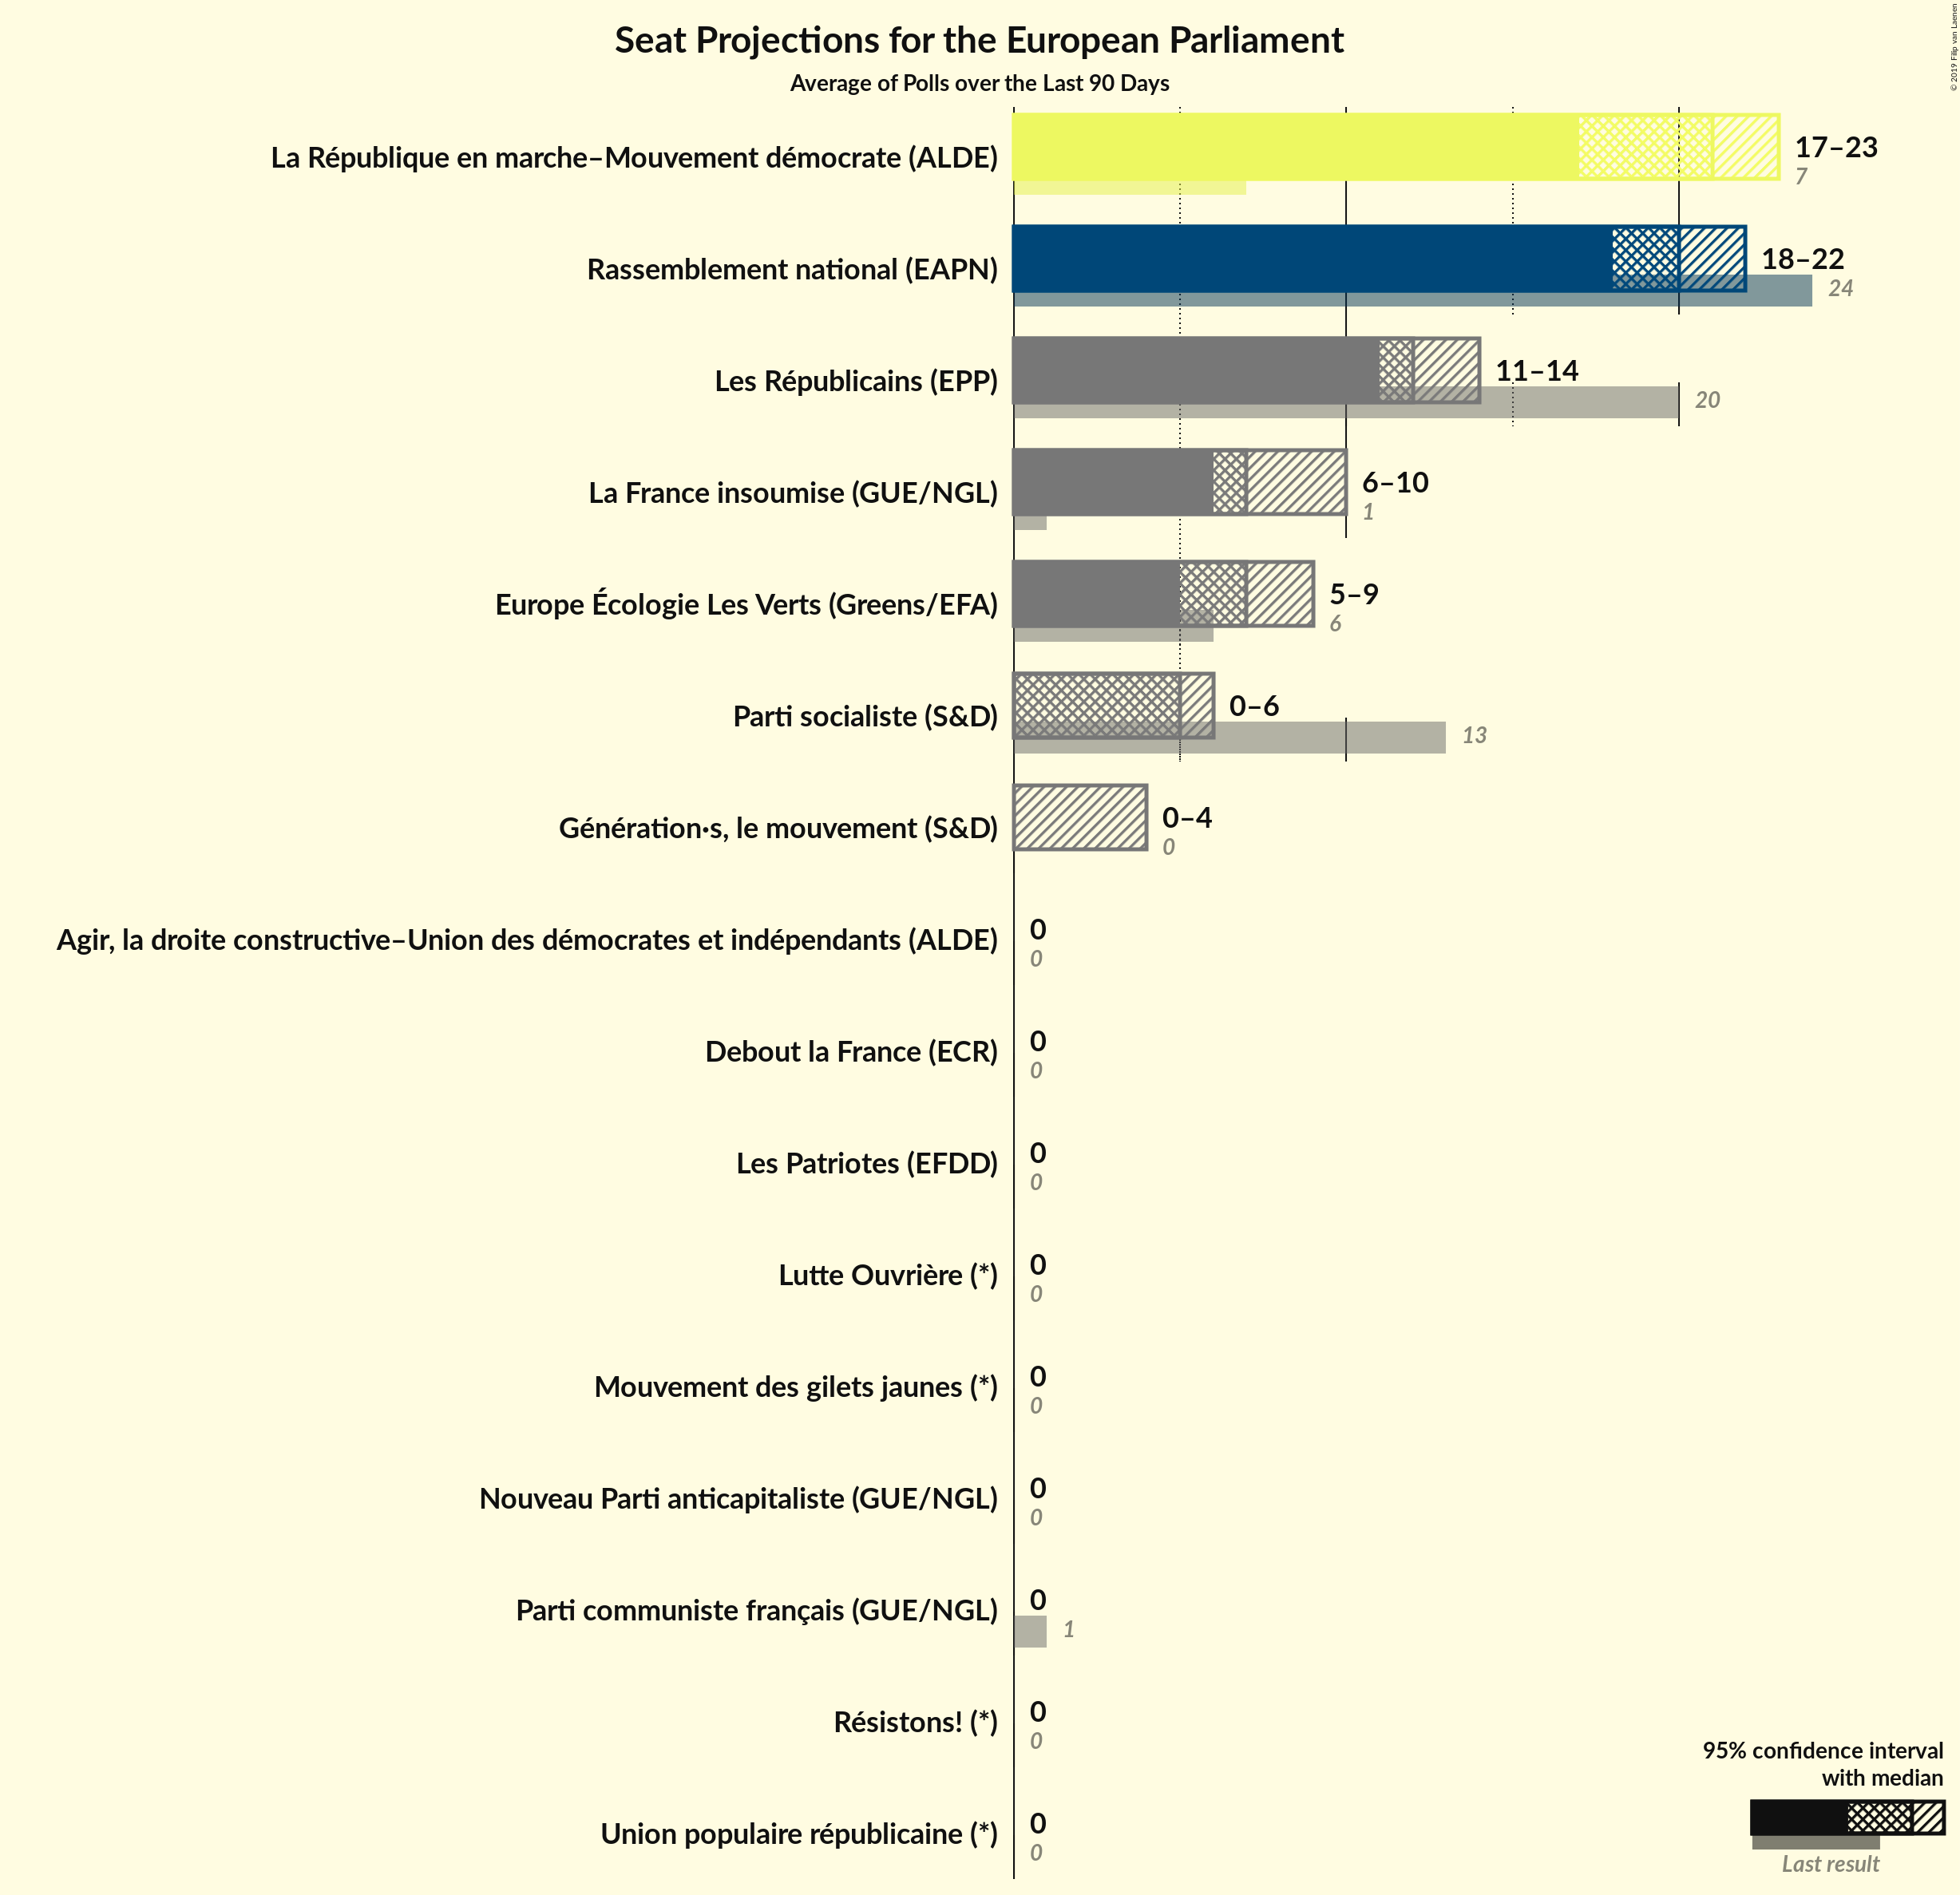 Seat Projections for the European Parliament
Average of Polls over the Last 90 Days
© 2019 Filip van Laenen
La République en marche–Mouvement démocrate (ALDE)
17–23
7
Rassemblement national (EAPN)
18–22
24
Les Républicains (EPP)
11–14
20
La France insoumise (GUE/NGL)
6–10
1
Europe Écologie Les Verts (Greens/EFA)
5–9
6
Parti socialiste (S&D)
0–6
13
Génération·s, le mouvement (S&D)
0–4
0
Agir, la droite constructive–Union des démocrates et indépendants (ALDE)
0
0
Debout la France (ECR)
0
0
Les Patriotes (EFDD)
0
0
Lutte Ouvrière (*)
0
0
Mouvement des gilets jaunes (*)
0
0
Nouveau Parti anticapitaliste (GUE/NGL)
0
0
Parti communiste français (GUE/NGL)
0
1
Résistons! (*)
0
0
Union populaire républicaine (*)
0
0
95% confidence interval
with median
Last result